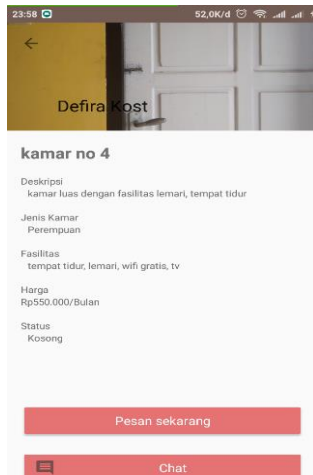 23:58 52,0K/d
Defira Kost
kamar no 4
Deskripsi
kamar luas dengan fasilitas lemari, tempat tidur
Jenis Kamar
Perempuan
Fasilitas
tempat tidur, lemari, wifi gratis, tv
Harga
Rp550.000/Bulan
Status
Kosong
Pesan sekarang
Chat